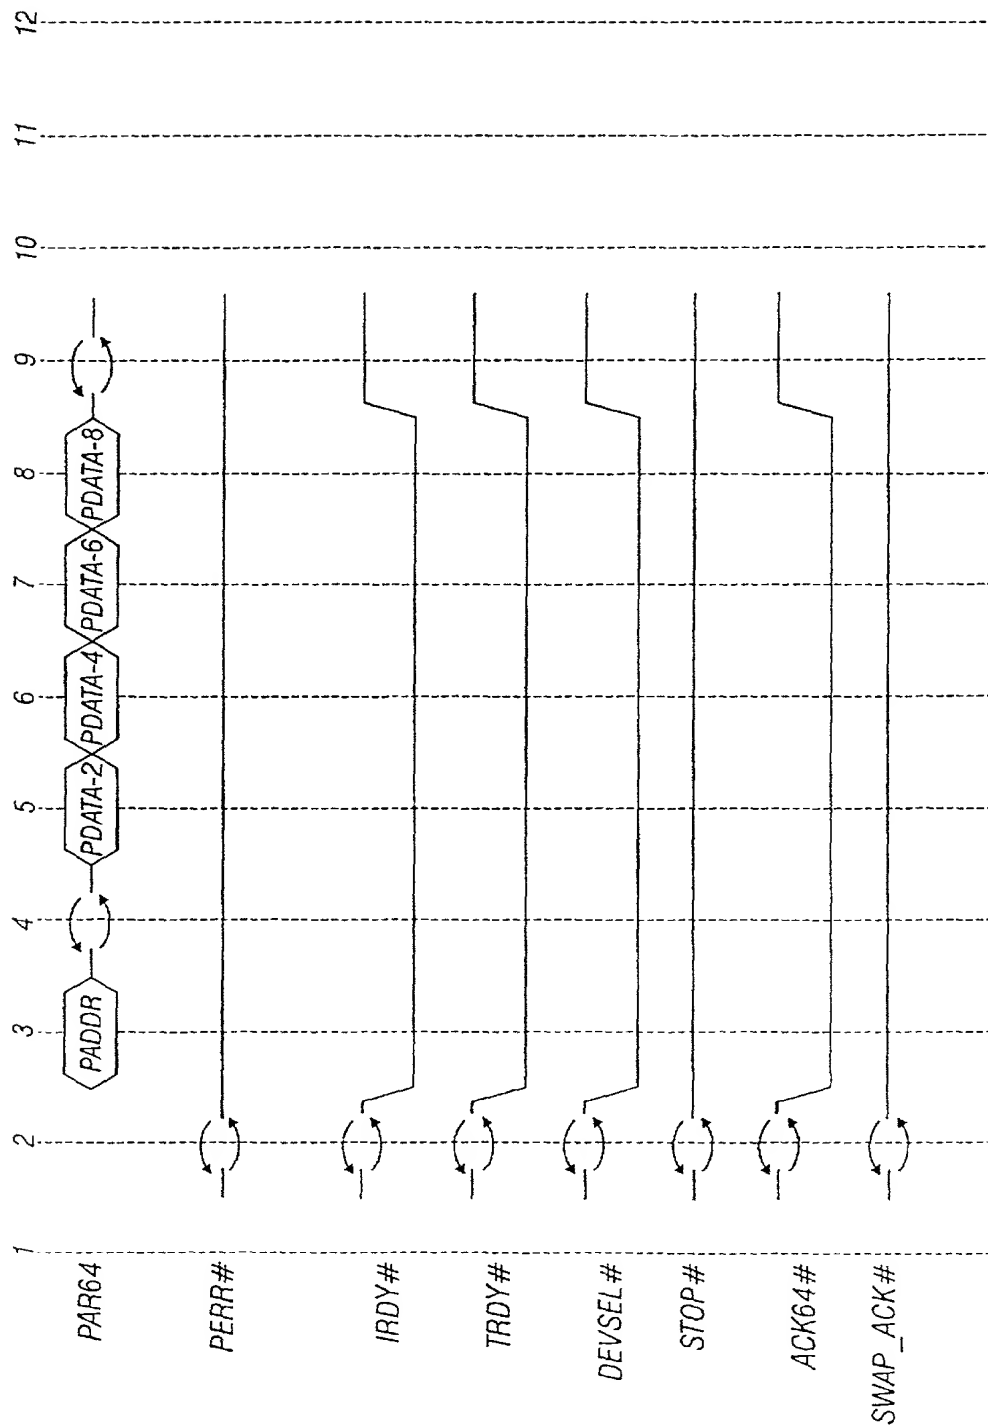 1 2 3 4 5 6 7 8 9 10 11 12
PAR64 PADDR PDATA-2 PDATA-4 PDATA-6 PDATA-8
PERR#
IRDY#
TRDY#
DEVSEL#
STOP#
ACK64#
SWAP_ACK#